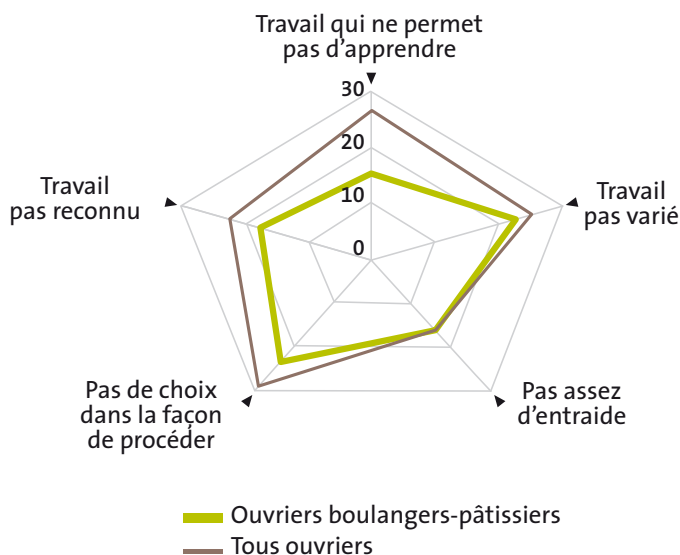 Travail qui ne permet
pas d’apprendre
30
20
10
0
Travail
pas reconnu
Travail
pas varié
Pas de choix
dans la façon
de procéder
Pas assez
d’entraide
Ouvriers boulangers-pâtissiers
Tous ouvriers